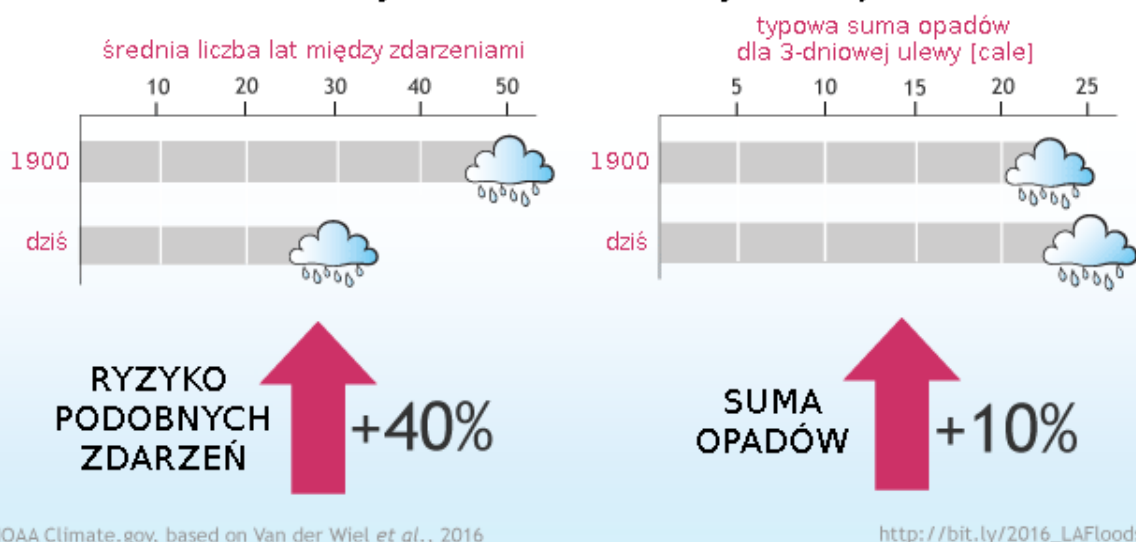 średnia liczba lat między zdarzeniami
10 20 30 40 50
1900
dziś
RYZYKO
PODOBNYCH
ZDARZEŃ
+40%
typowa suma opadów
dla 3-dniowej ulewy [cale]
5 10 15 20 25
1900
dziś
SUMA
OPADÓW
+10%
OAA Climate.gov, based on Van der Wiel et al., 2016
http://bit.ly/2016_LAFloods